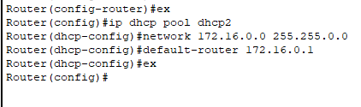 Router(config-router)#ex
Router(config)#ip dhcp pool dhcp2
Router(dhcp-config)#network 172.16.0.0 255.255.0.0
Router(dhcp-config)#default-router 172.16.0.1
Router(dhcp-config)#ex
Router(config)#